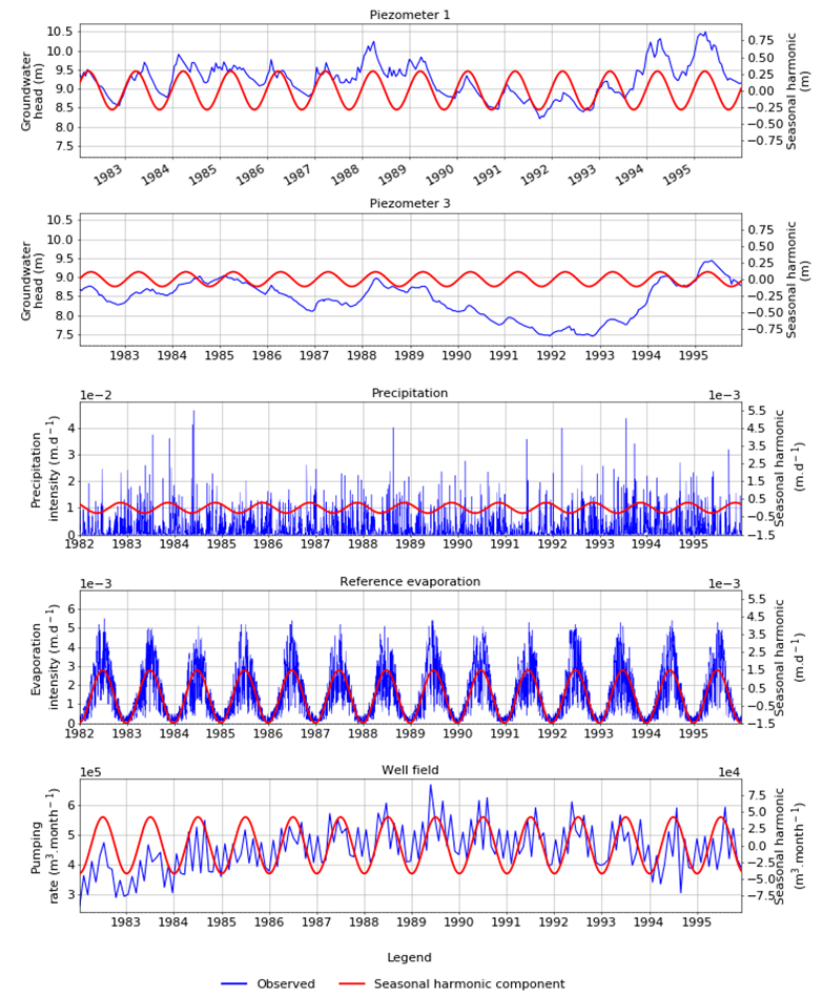 Piezometer 1
10.5
10.0
9.5
9.0
8.5
8.0
7.5
Groundwater
head (m)
0.75
0.50
0.25
0.00
−0.25
−0.50
−0.75
Seasonal harmonic
(m)
1983 1984 1985 1986 1987 1988 1989 1990 1991 1992 1993 1994 1995
Piezometer 3
10.5
10.0
9.5
9.0
8.5
8.0
7.5
Groundwater
head (m)
0.75
0.50
0.25
0.00
−0.25
−0.50
−0.75
Seasonal harmonic
(m)
1983 1984 1985 1986 1987 1988 1989 1990 1991 1992 1993 1994 1995
Precipitation
1e−2
1e−3
4
3
2
1
0
Precipitation
intensity (m.d⁻¹)
5.5
4.5
3.5
2.5
1.5
0.5
−0.5
−1.5
Seasonal harmonic
(m.d⁻¹)
1982 1983 1984 1985 1986 1987 1988 1989 1990 1991 1992 1993 1994 1995
Reference evaporation
1e−3
1e−3
6
5
4
3
2
1
0
Evaporation
intensity (m.d⁻¹)
5.5
4.5
3.5
2.5
1.5
0.5
−0.5
−1.5
Seasonal harmonic
(m.d⁻¹)
1982 1983 1984 1985 1986 1987 1988 1989 1990 1991 1992 1993 1994 1995
Well field
1e5
1e4
6
5
4
3
Pumping
rate (m³.month⁻¹)
7.5
5.0
2.5
0.0
−2.5
−5.0
−7.5
Seasonal harmonic
(m³.month⁻¹)
1983 1984 1985 1986 1987 1988 1989 1990 1991 1992 1993 1994 1995
Legend
Observed Seasonal harmonic component